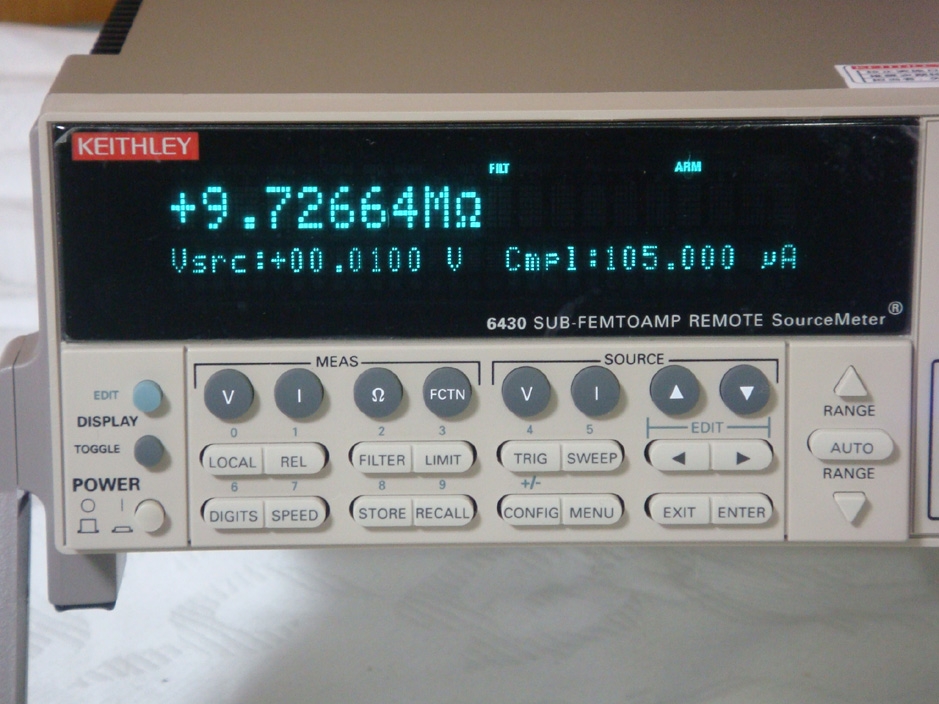 KEITHLEY
FILT ARM
+9.72664MΩ
Vsrc:+00.0100 V Cmpl:105.000 µA
6430 SUB-FEMTOAMP REMOTE SourceMeter®
MEAS SOURCE
EDIT
DISPLAY
TOGGLE
POWER
V I Ω FCTN V I ▲ ▼
0 1 2 3 4 5 EDIT
LOCAL REL FILTER LIMIT TRIG SWEEP ◀ ▶
6 7 8 9 +/-
DIGITS SPEED STORE RECALL CONFIG MENU EXIT ENTER
RANGE
AUTO
RANGE